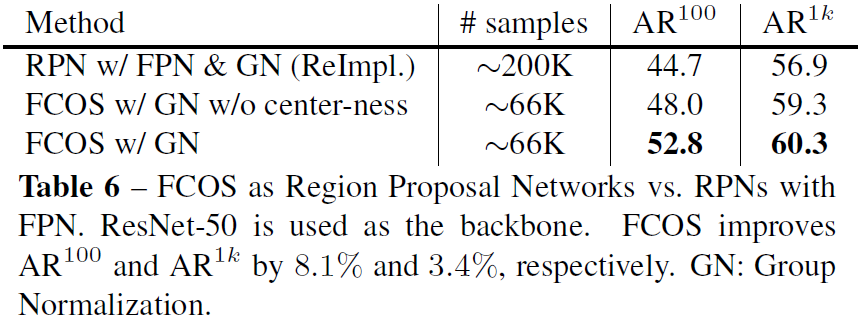 Method # samples AR^100 AR^1k
RPN w/ FPN & GN (ReImpl.) ~200K 44.7 56.9
FCOS w/ GN w/o center-ness ~66K 48.0 59.3
FCOS w/ GN ~66K 52.8 60.3
Table 6 – FCOS as Region Proposal Networks vs. RPNs with
FPN. ResNet-50 is used as the backbone. FCOS improves
AR^100 and AR^1k by 8.1% and 3.4%, respectively. GN: Group
Normalization.